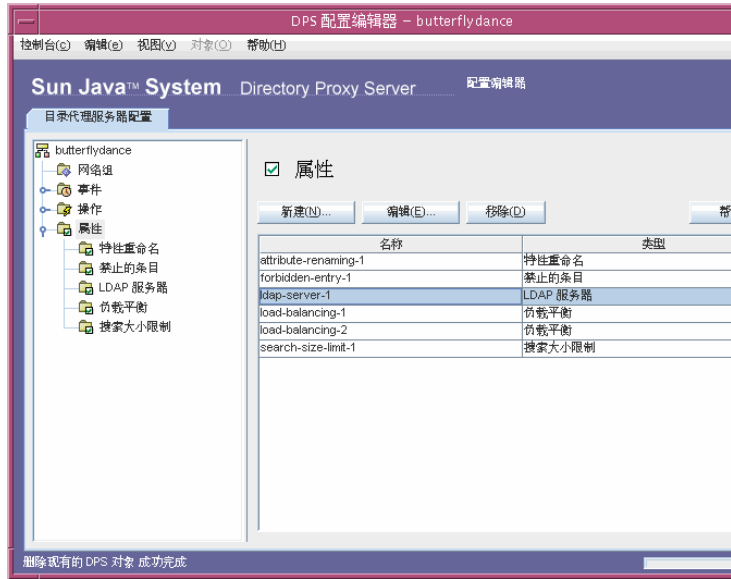 DPS 配置编辑器 – butterflydance
控制台(c) 编辑(e) 视图(v) 对象(O) 帮助(H)
Sun Java™ System Directory Proxy Server 配置编辑器
目录代理服务器配置
butterflydance
网络组
事件
操作
属性
特性重命名
禁止的条目
LDAP 服务器
负载平衡
搜索大小限制
属性
新建(N)... 编辑(E)... 移除(D) 帮
名称 类型
attribute-renaming-1 特性重命名
forbidden-entry-1 禁止的条目
ldap-server-1 LDAP 服务器
load-balancing-1 负载平衡
load-balancing-2 负载平衡
search-size-limit-1 搜索大小限制
删除现有的 DPS 对象 成功完成